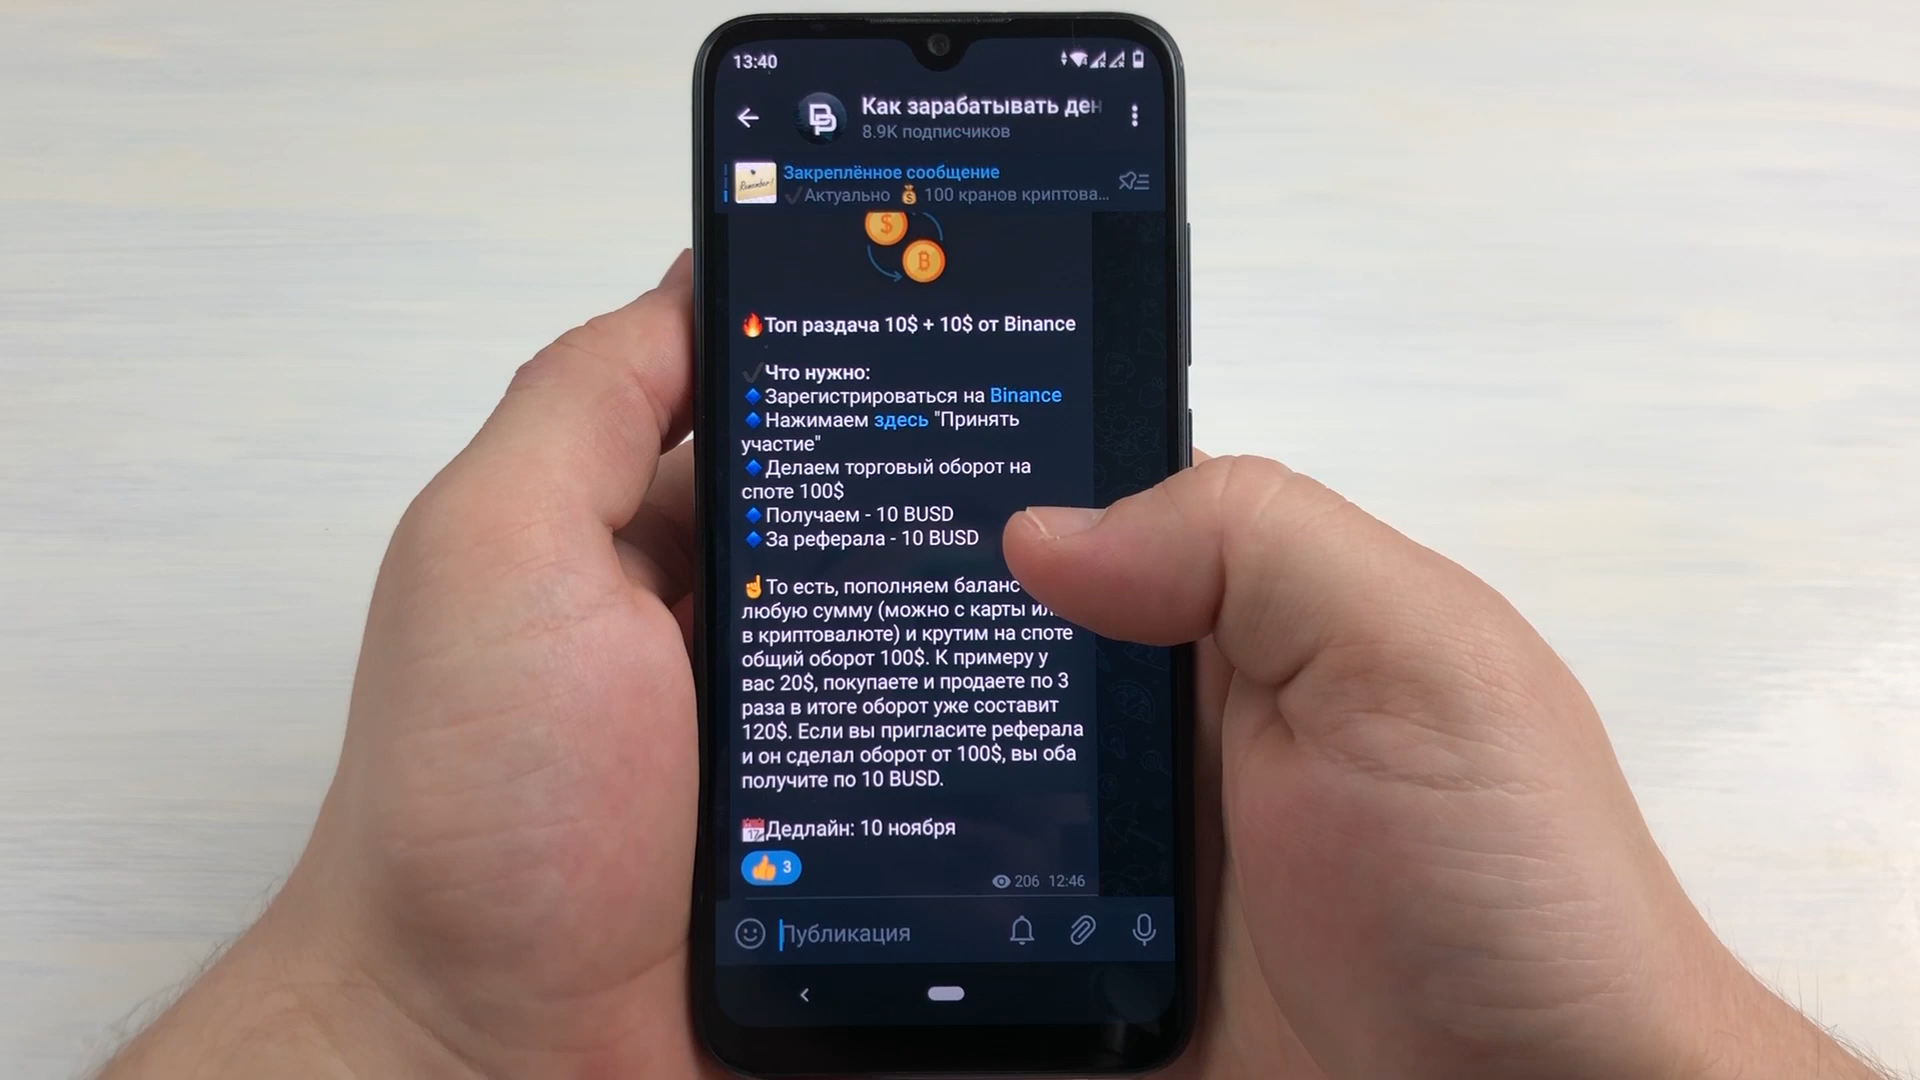 13:40
Как зарабатывать ден
8.9K подписчиков
Remember!
Закреплённое сообщение
✔Актуально 💰 100 кранов криптова...
🔥Топ раздача 10$ + 10$ от Binance
✔Что нужно:
🔹Зарегистрироваться на Binance
🔹Нажимаем здесь "Принять
участие"
🔹Делаем торговый оборот на
споте 100$
🔹Получаем - 10 BUSD
🔹За реферала - 10 BUSD
☝То есть, пополняем баланс
любую сумму (можно с карты
в криптовалюте) и крутим на споте
общий оборот 100$. К примеру у
вас 20$, покупаете и продаете по 3
раза в итоге оборот уже составит
120$. Если вы пригласите реферала
и он сделал оборот от 100$, вы оба
получите по 10 BUSD.
📅Дедлайн: 10 ноября
👍 3
206 12:46
Публикация